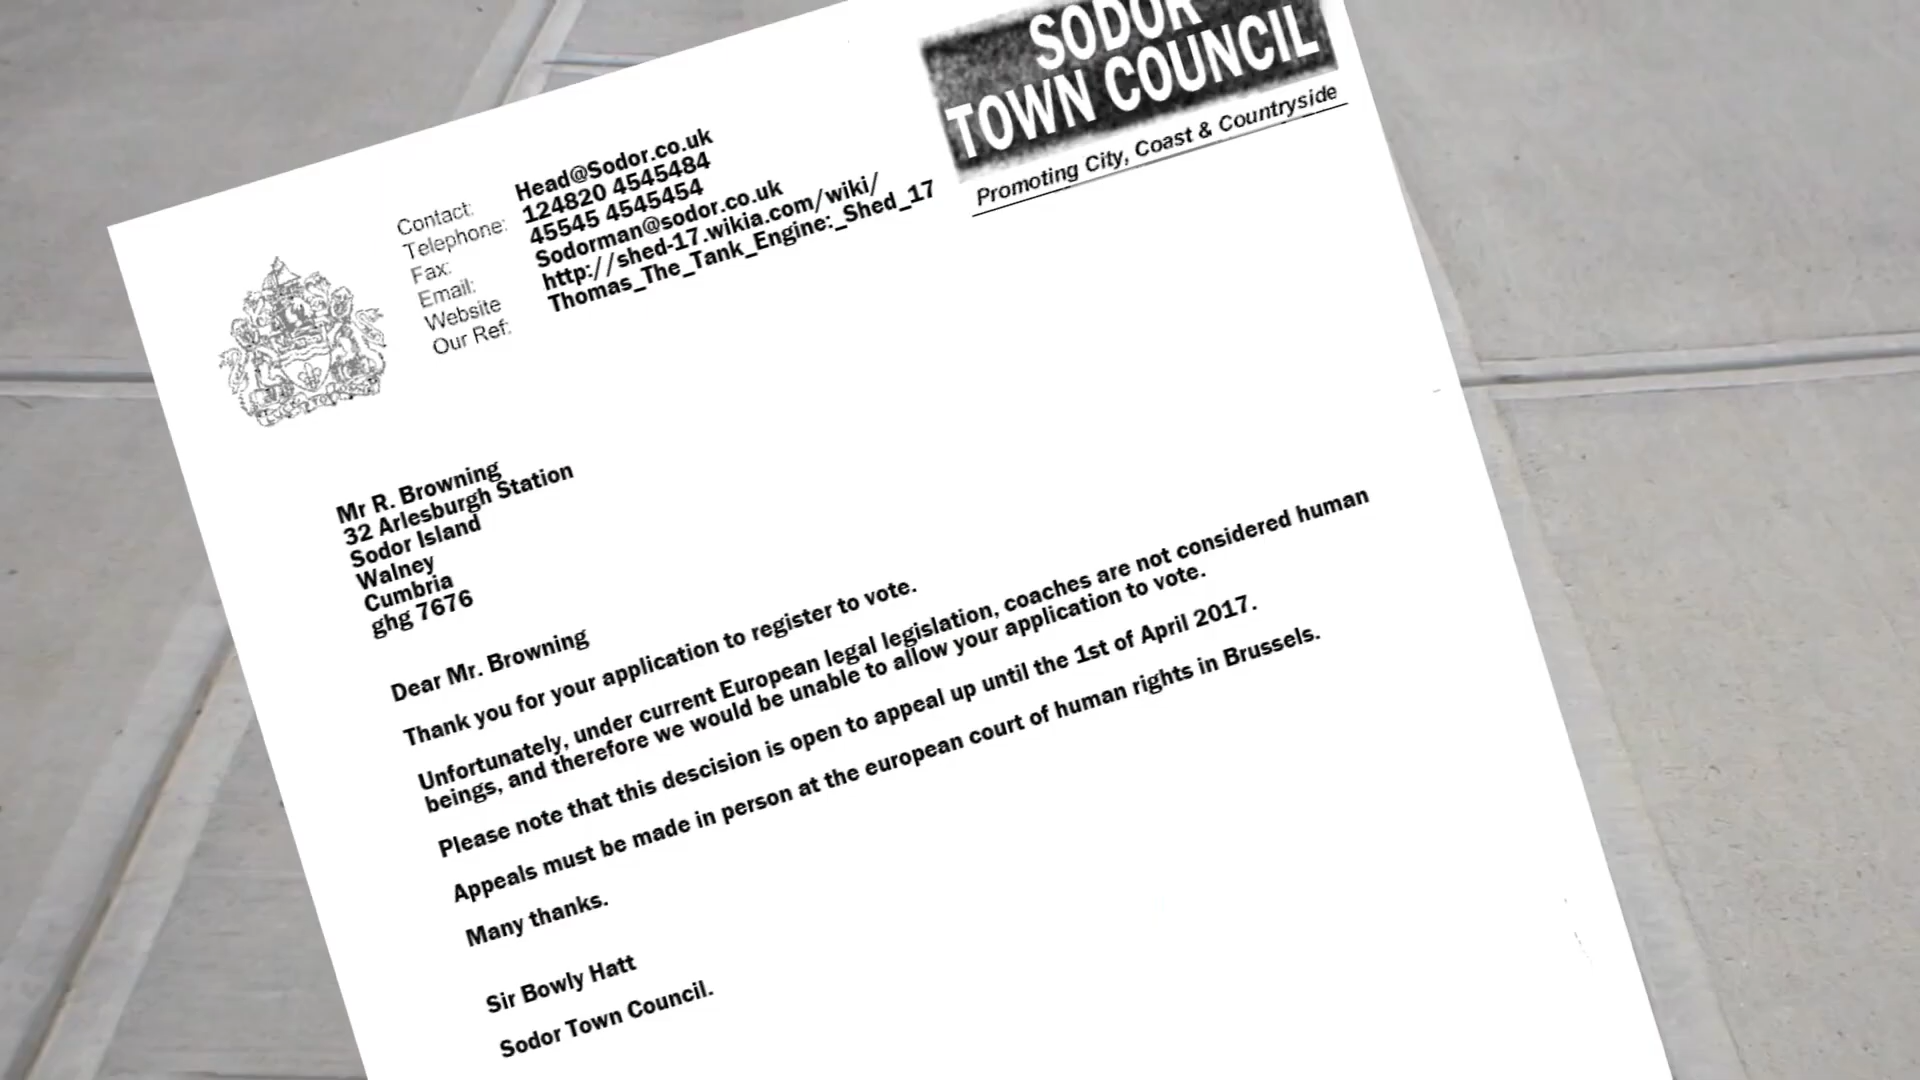 SODOR
TOWN COUNCIL
Promoting City, Coast & Countryside
Contact: Head@Sodor.co.uk
Telephone: 124820 4545484
Fax: 45545 4545454
Email: Sodorman@sodor.co.uk
Website http://shed-17.wikia.com/wiki/
Our Ref: Thomas_The_Tank_Engine:_Shed_17
Mr R. Browning
32 Arlesburgh Station
Sodor Island
Walney
Cumbria
ghg 7676
Dear Mr. Browning
Thank you for your application to register to vote.
Unfortunately, under current European legal legislation, coaches are not considered human
beings, and therefore we would be unable to allow your application to vote.
Please note that this descision is open to appeal up until the 1st of April 2017.
Appeals must be made in person at the european court of human rights in Brussels.
Many thanks.
Sir Bowly Hatt
Sodor Town Council.